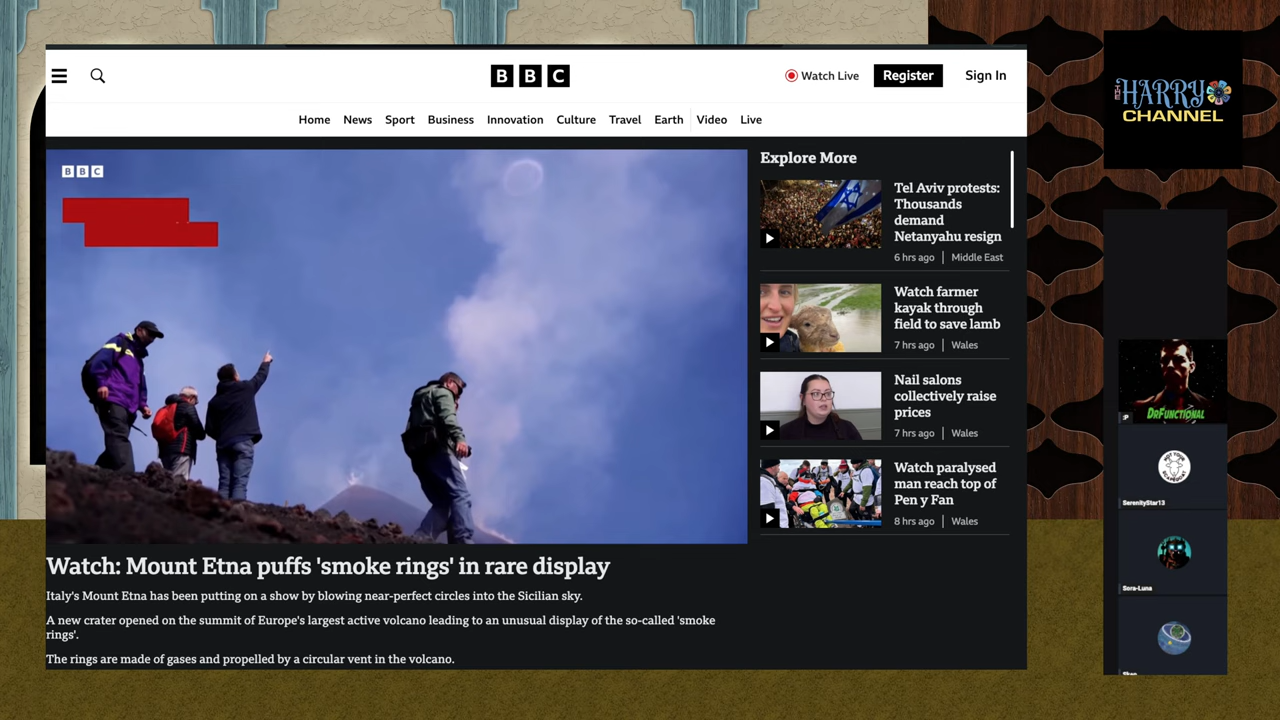 BBC
Watch Live
Register
Sign In
Home News Sport Business Innovation Culture Travel Earth Video Live
BBC
Explore More
Tel Aviv protests:
Thousands
demand
Netanyahu resign
6 hrs ago | Middle East
Watch farmer
kayak through
field to save lamb
7 hrs ago | Wales
Nail salons
collectively raise
prices
7 hrs ago | Wales
Watch paralysed
man reach top of
Pen y Fan
8 hrs ago | Wales
Watch: Mount Etna puffs 'smoke rings' in rare display
Italy's Mount Etna has been putting on a show by blowing near-perfect circles into the Sicilian sky.
A new crater opened on the summit of Europe's largest active volcano leading to an unusual display of the so-called 'smoke
rings'.
The rings are made of gases and propelled by a circular vent in the volcano.
THE HARRY
CHANNEL
DRFUNCTIONAL
NOT YOUR
SCAPEGOAT
SerenityStar13
Sora-Luna